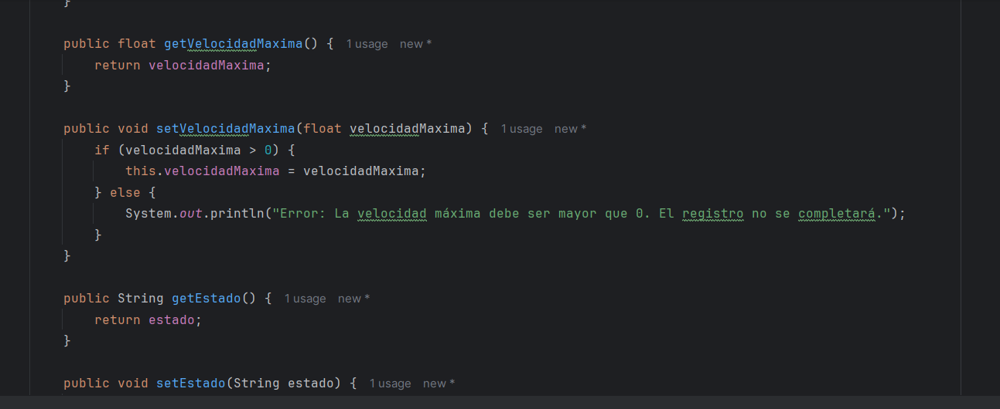 }
public float getVelocidadMaxima() { 1 usage new *
return velocidadMaxima;
}
public void setVelocidadMaxima(float velocidadMaxima) { 1 usage new *
if (velocidadMaxima > 0) {
this.velocidadMaxima = velocidadMaxima;
} else {
System.out.println("Error: La velocidad máxima debe ser mayor que 0. El registro no se completará.");
}
}
public String getEstado() { 1 usage new *
return estado;
}
public void setEstado(String estado) { 1 usage new *